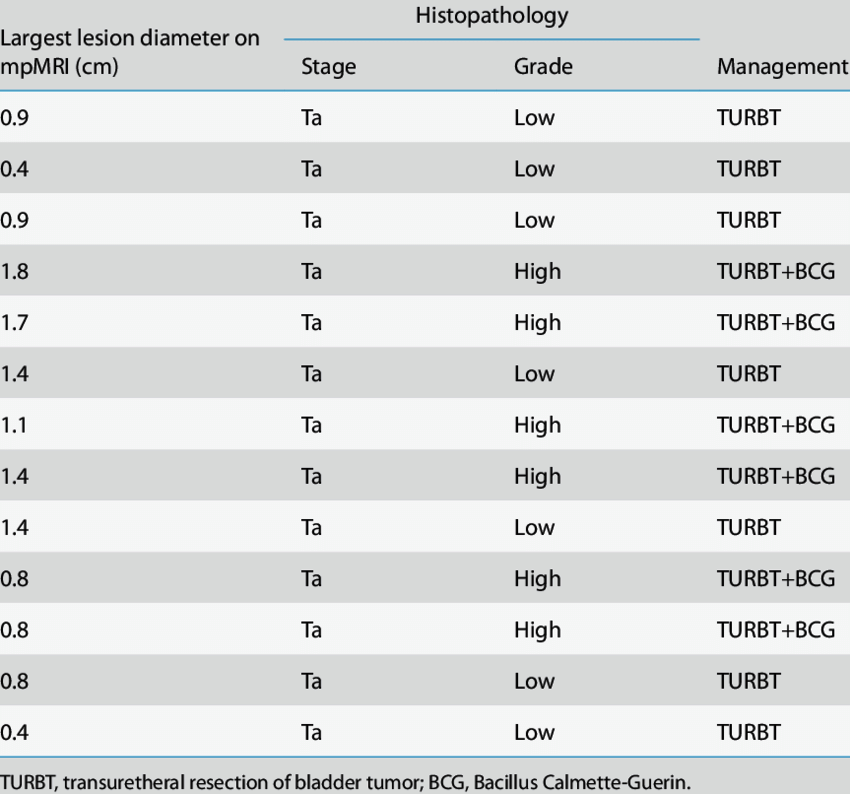 Histopathology
Largest lesion diameter on
mpMRI (cm) Stage Grade Management
0.9 Ta Low TURBT
0.4 Ta Low TURBT
0.9 Ta Low TURBT
1.8 Ta High TURBT+BCG
1.7 Ta High TURBT+BCG
1.4 Ta Low TURBT
1.1 Ta High TURBT+BCG
1.4 Ta High TURBT+BCG
1.4 Ta Low TURBT
0.8 Ta High TURBT+BCG
0.8 Ta High TURBT+BCG
0.8 Ta Low TURBT
0.4 Ta Low TURBT
TURBT, transuretheral resection of bladder tumor; BCG, Bacillus Calmette-Guerin.